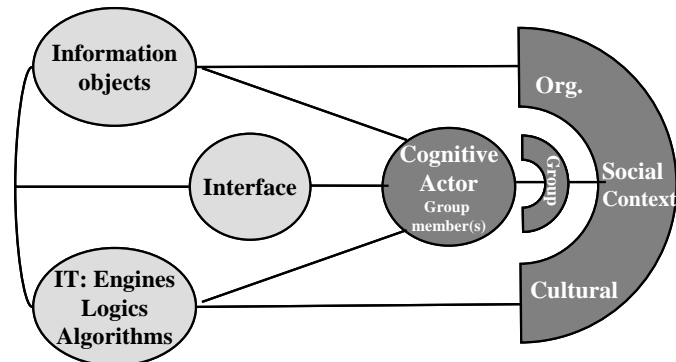 Information
objects
Org.
Cognitive
Actor
Group
member(s)
Group
Interface
Social
Context
IT: Engines
Logics
Algorithms
Cultural